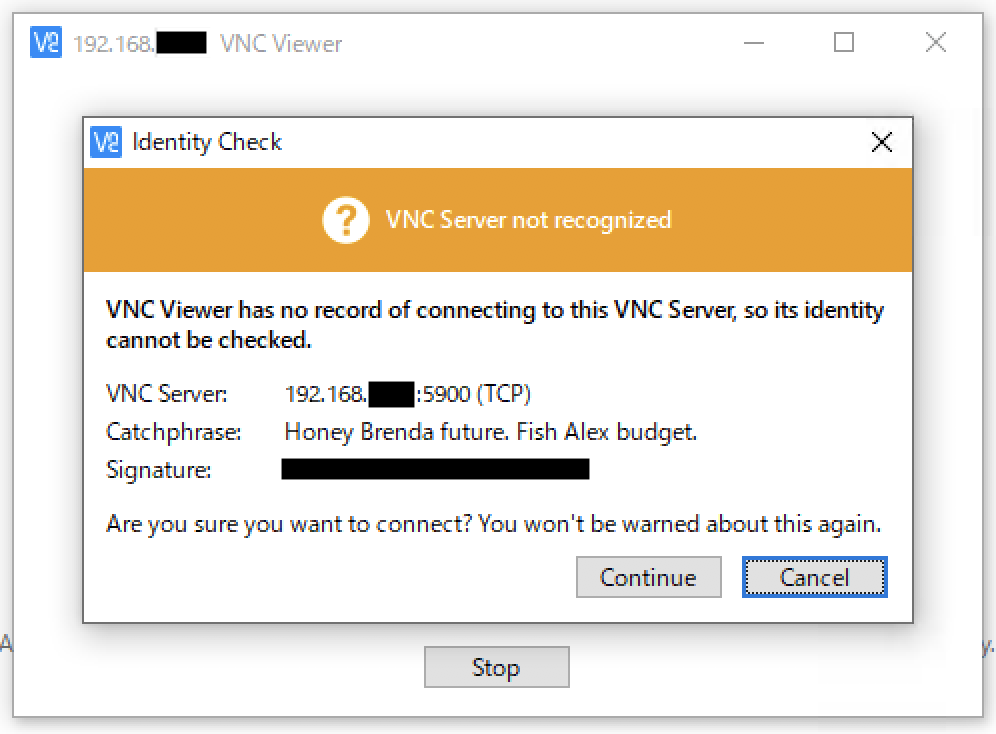 192.168. VNC Viewer
Identity Check
VNC Server not recognized
VNC Viewer has no record of connecting to this VNC Server, so its identity
cannot be checked.
VNC Server: 192.168. :5900 (TCP)
Catchphrase: Honey Brenda future. Fish Alex budget.
Signature:
Are you sure you want to connect? You won't be warned about this again.
Continue Cancel
A y.
Stop